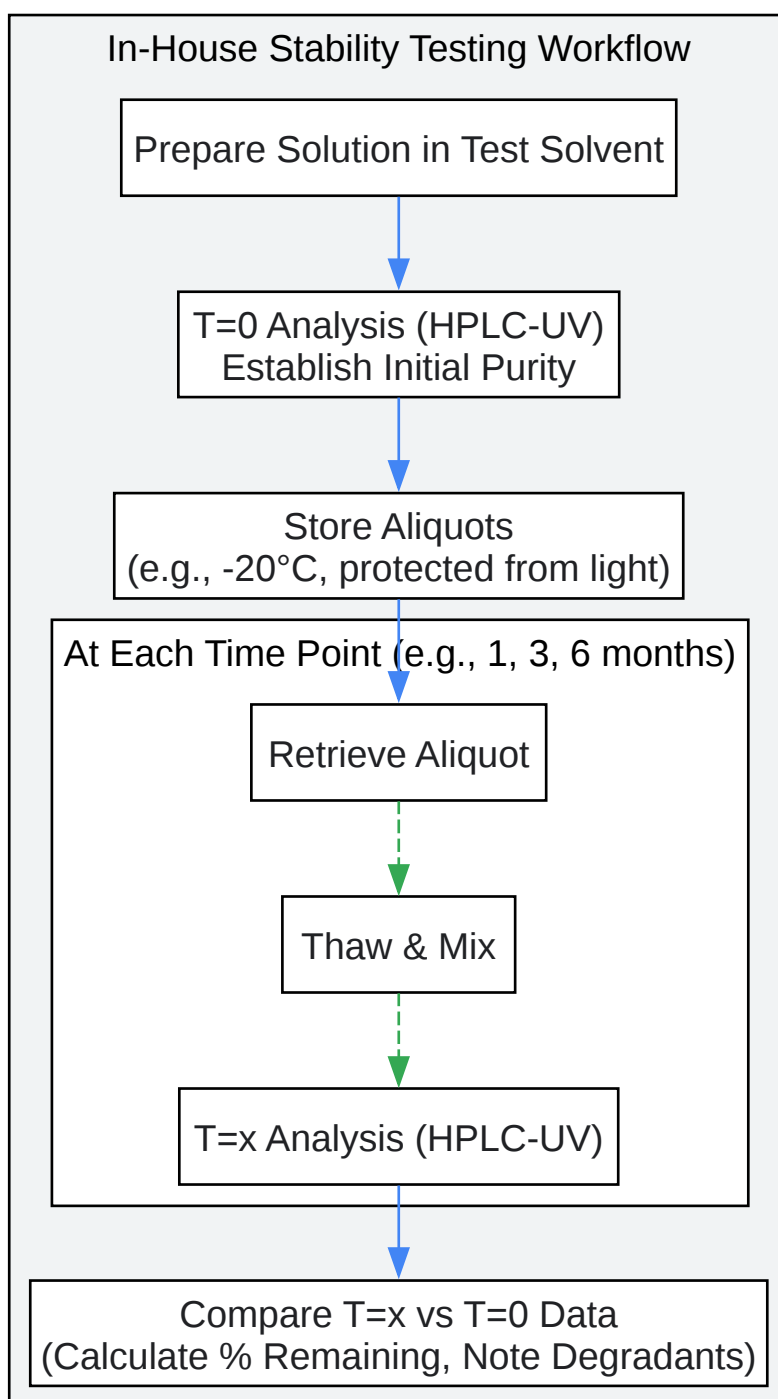 In-House Stability Testing Workflow
Prepare Solution in Test Solvent
T=0 Analysis (HPLC-UV)
Establish Initial Purity
Store Aliquots
(e.g., -20°C, protected from light)
At Each Time Point (e.g., 1, 3, 6 months)
Retrieve Aliquot
Thaw & Mix
T=x Analysis (HPLC-UV)
Compare T=x vs T=0 Data
(Calculate % Remaining, Note Degradants)